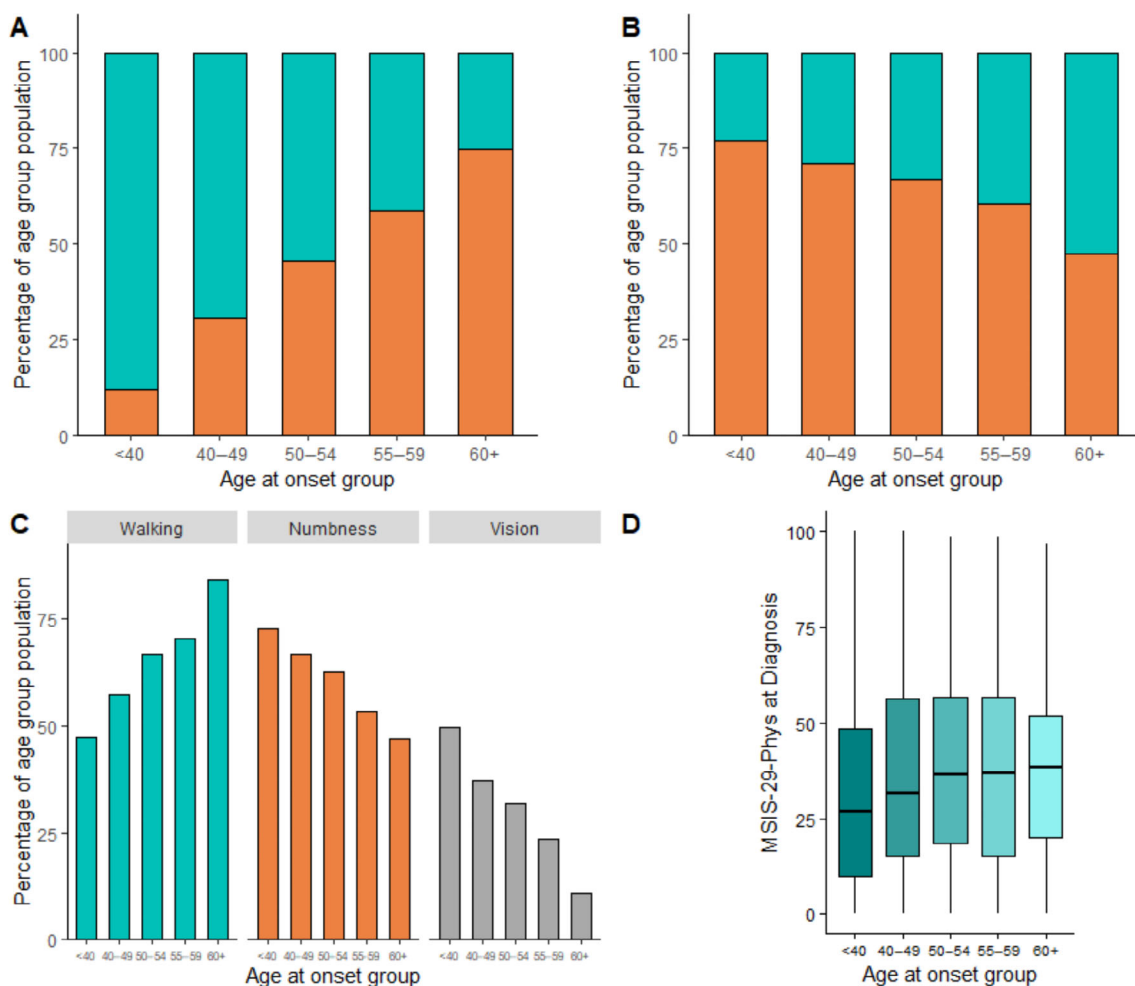 A
Percentage of age group population
100
75
50
25
0
<40 40–49 50–54 55–59 60+
Age at onset group
B
Percentage of age group population
100
75
50
25
0
<40 40–49 50–54 55–59 60+
Age at onset group
C
Walking Numbness Vision
Percentage of age group population
75
50
25
0
<40 40–49 50–54 55–59 60+ <40 40–49 50–54 55–59 60+ <40 40–49 50–54 55–59 60+
Age at onset group
D
MSIS-29-Phys at Diagnosis
100
75
50
25
0
<40 40–49 50–54 55–59 60+
Age at onset group